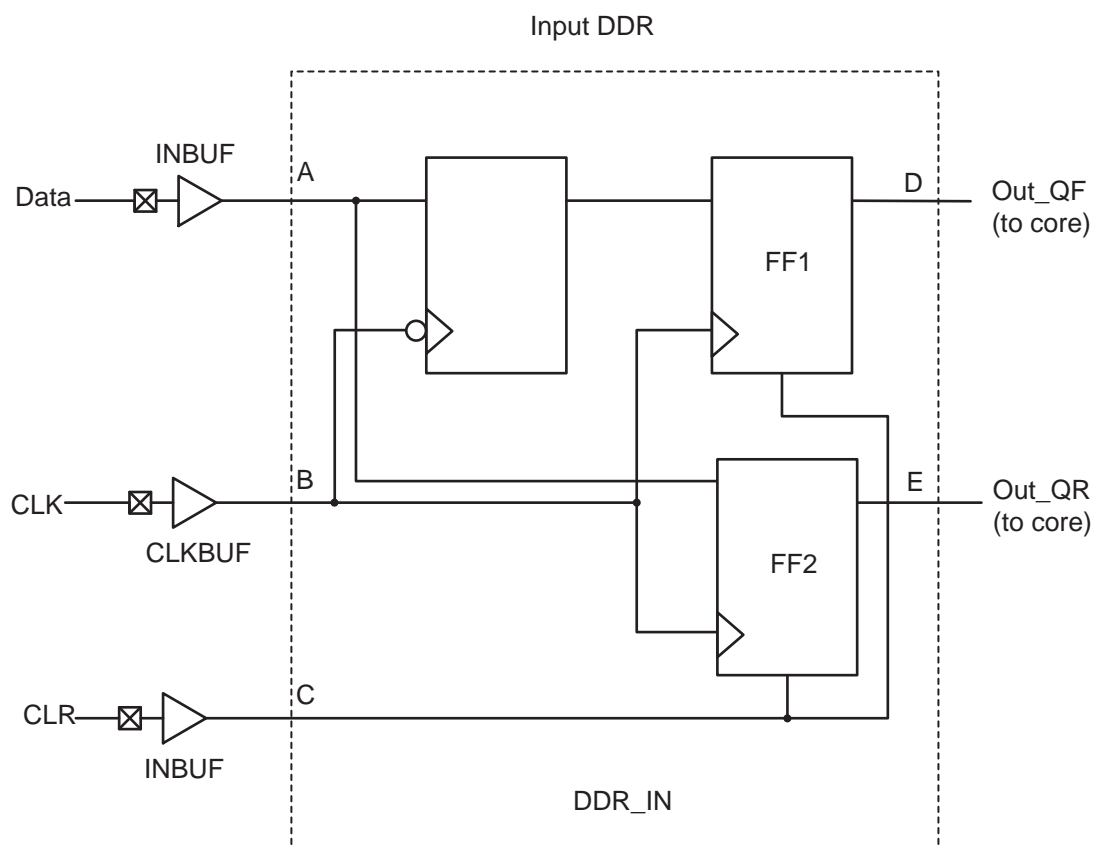 Input DDR
INBUF
A
Data
D
Out_QF
(to core)
FF1
B
CLK
CLKBUF
E
Out_QR
(to core)
FF2
C
CLR
INBUF
DDR_IN